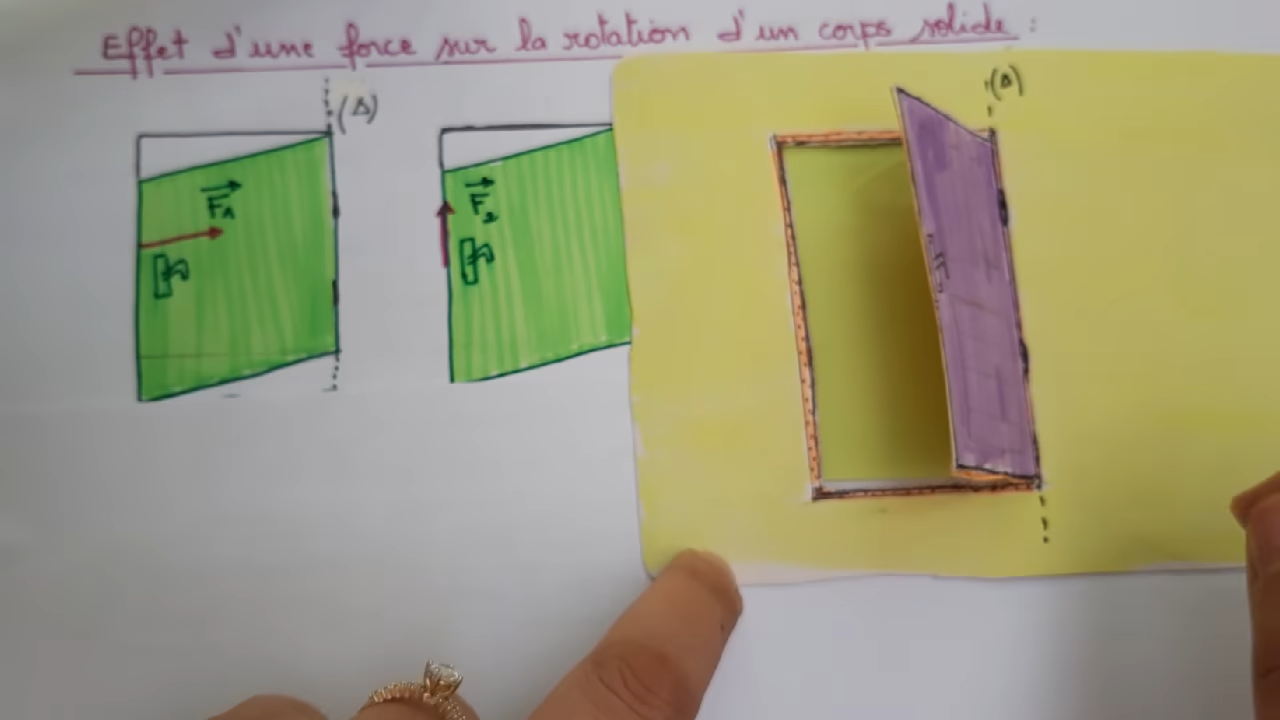 Effet d'une force sur la rotation d'un corps solide :
(Δ)
F₁
F₂
(Δ)